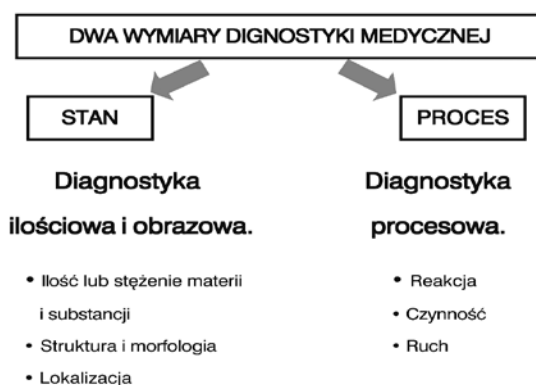 DWA WYMIARY DIGNOSTYKI MEDYCZNEJ
STAN
Diagnostyka
ilościowa i obrazowa.
• Ilość lub stężenie materii
i substancji
• Struktura i morfologia
• Lokalizacja
PROCES
Diagnostyka
procesowa.
• Reakcja
• Czynność
• Ruch